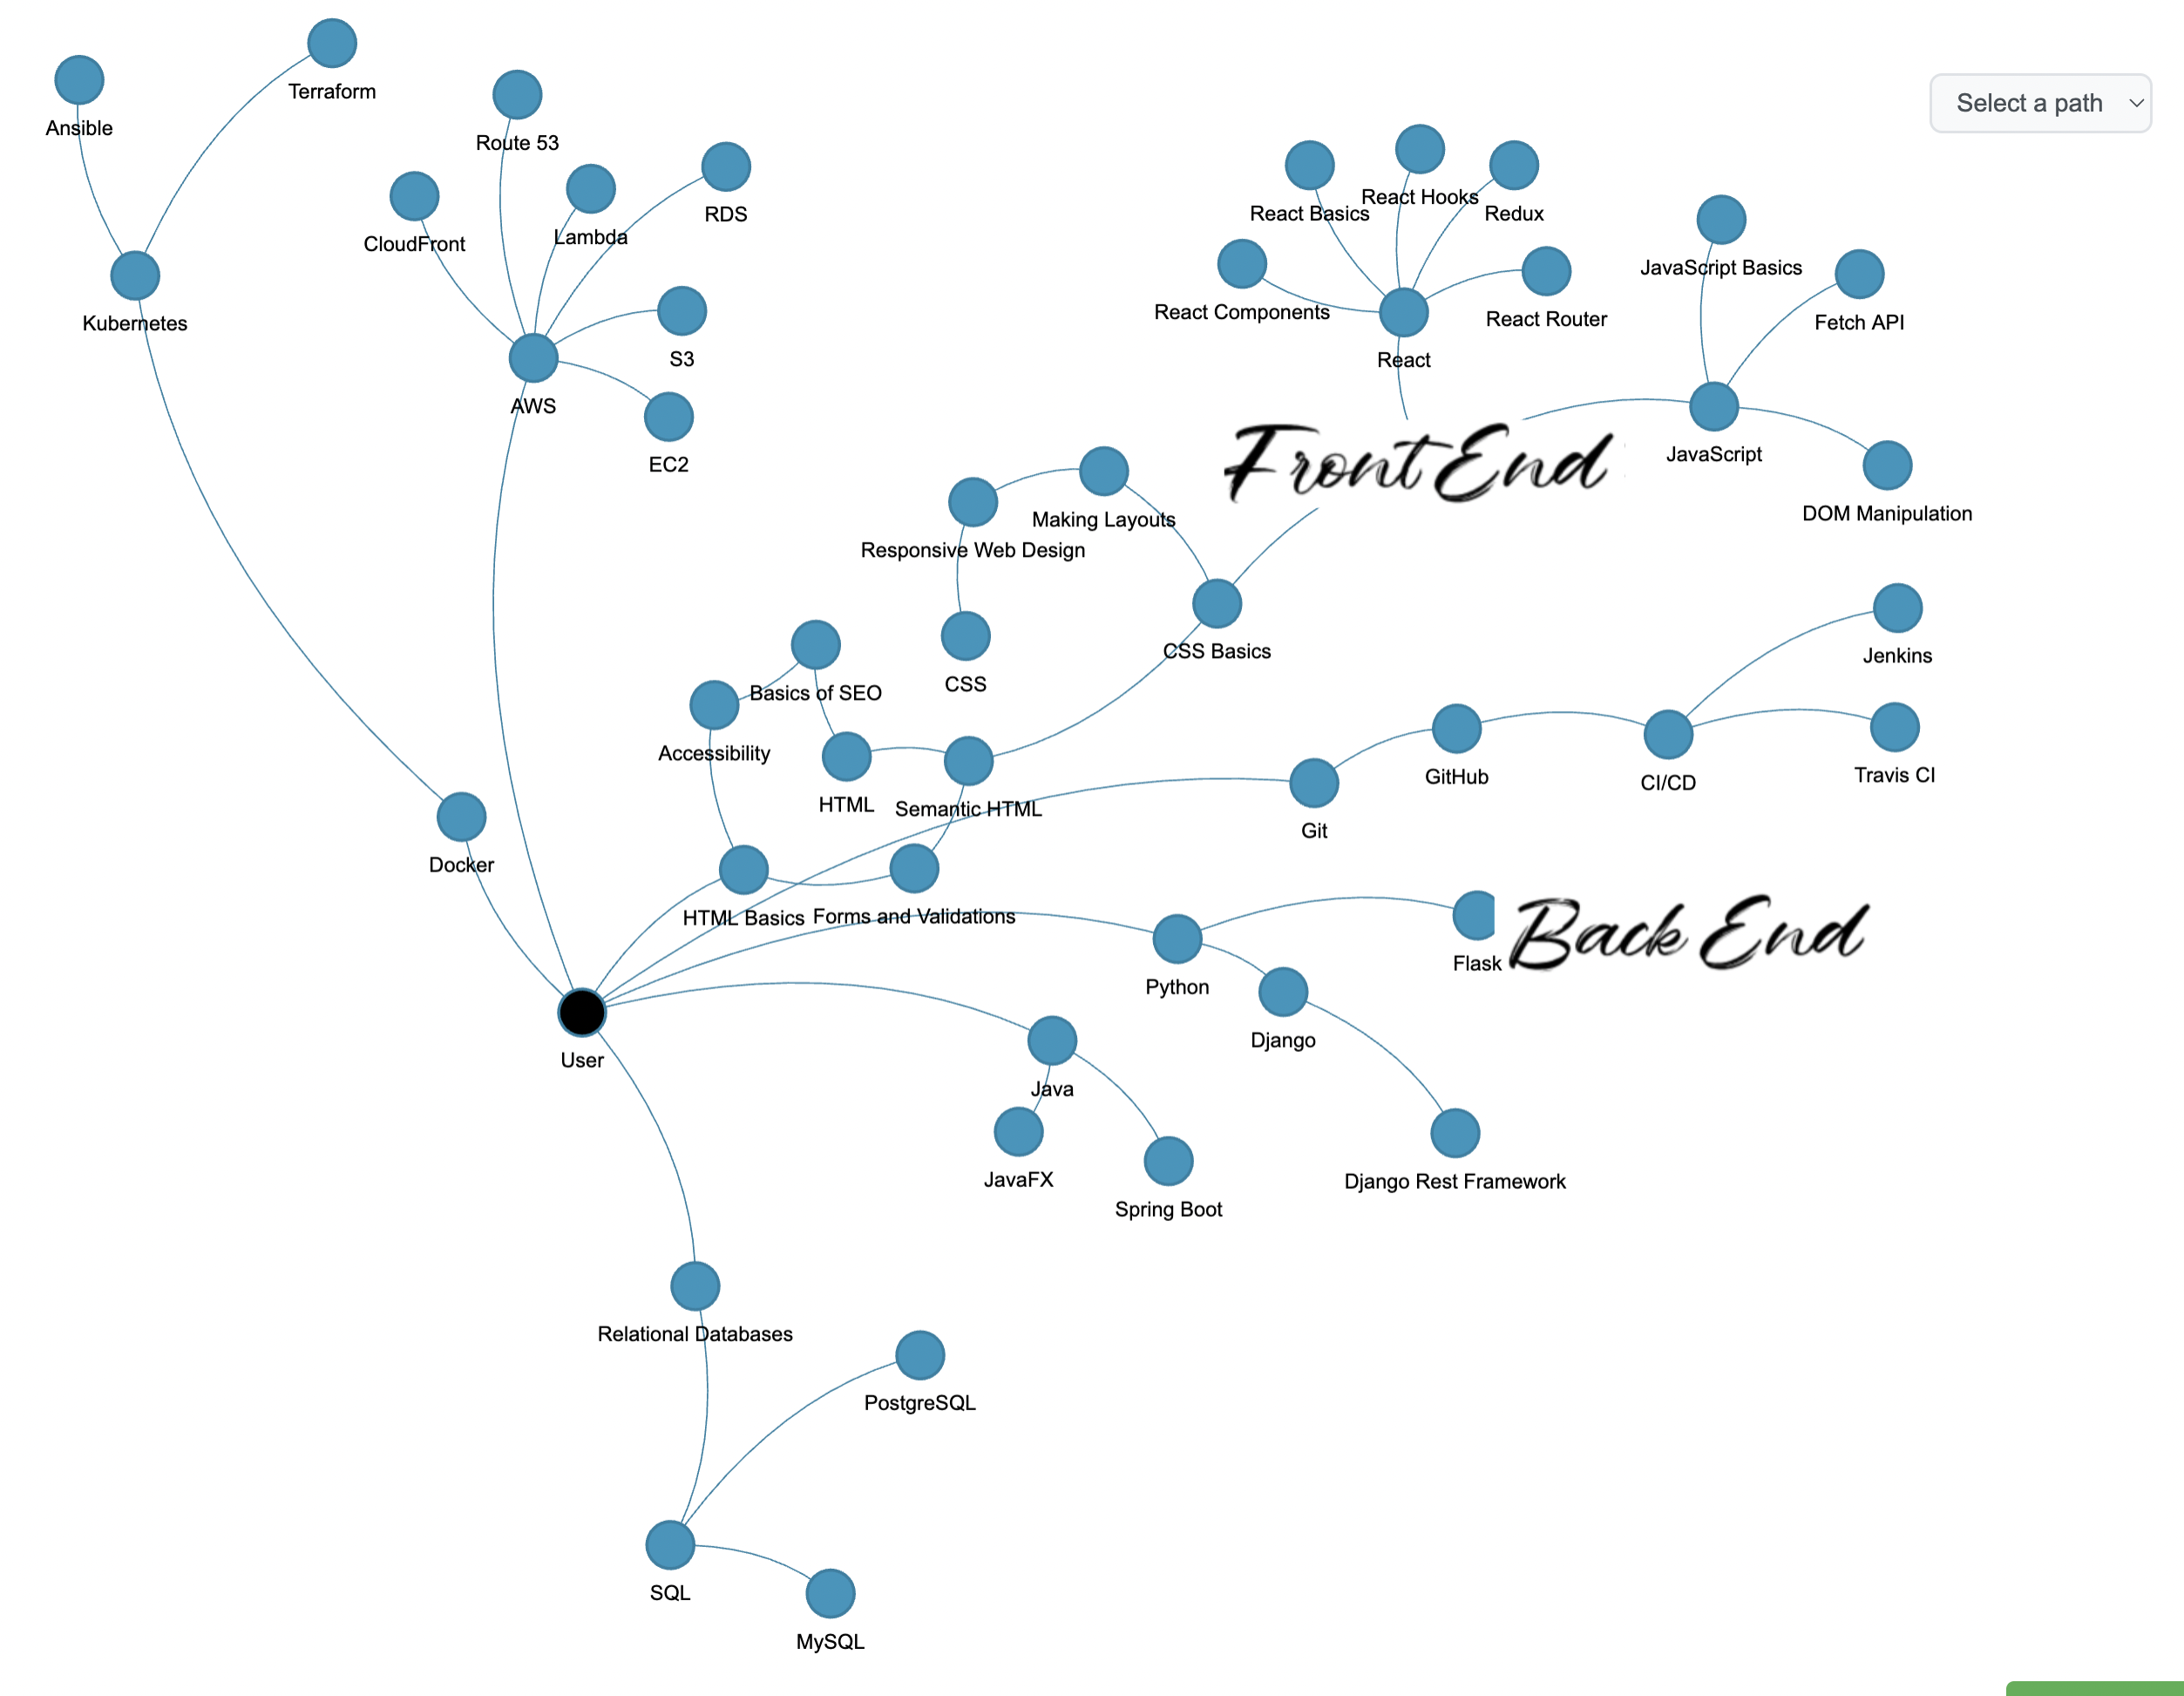 Terraform
Ansible
Select a path
Route 53
RDS
React Hooks
React Basics
Redux
CloudFront
Lambda
JavaScript Basics
React Components
React Router
Fetch API
Kubernetes
S3
React
AWS
JavaScript
EC2
Front End
DOM Manipulation
Making Layouts
Responsive Web Design
CSS Basics
Jenkins
CSS
Basics of SEO
Accessibility
GitHub
Travis CI
CI/CD
HTML
Semantic HTML
Git
Docker
HTML Basics
Forms and Validations
Back End
Flask
Python
Django
User
Java
JavaFX
Django Rest Framework
Spring Boot
Relational Databases
PostgreSQL
SQL
MySQL